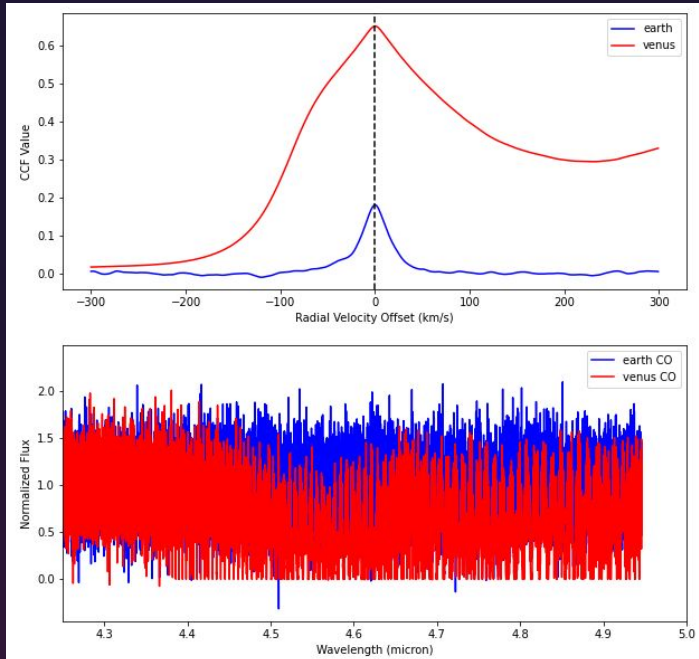 earth
venus
0.6
0.5
0.4
0.3
0.2
0.1
0.0
CCF Value
−300 −200 −100 0 100 200 300
Radial Velocity Offset (km/s)
earth CO
venus CO
2.0
1.5
1.0
0.5
0.0
Normalized Flux
4.3 4.4 4.5 4.6 4.7 4.8 4.9 5.0
Wavelength (micron)